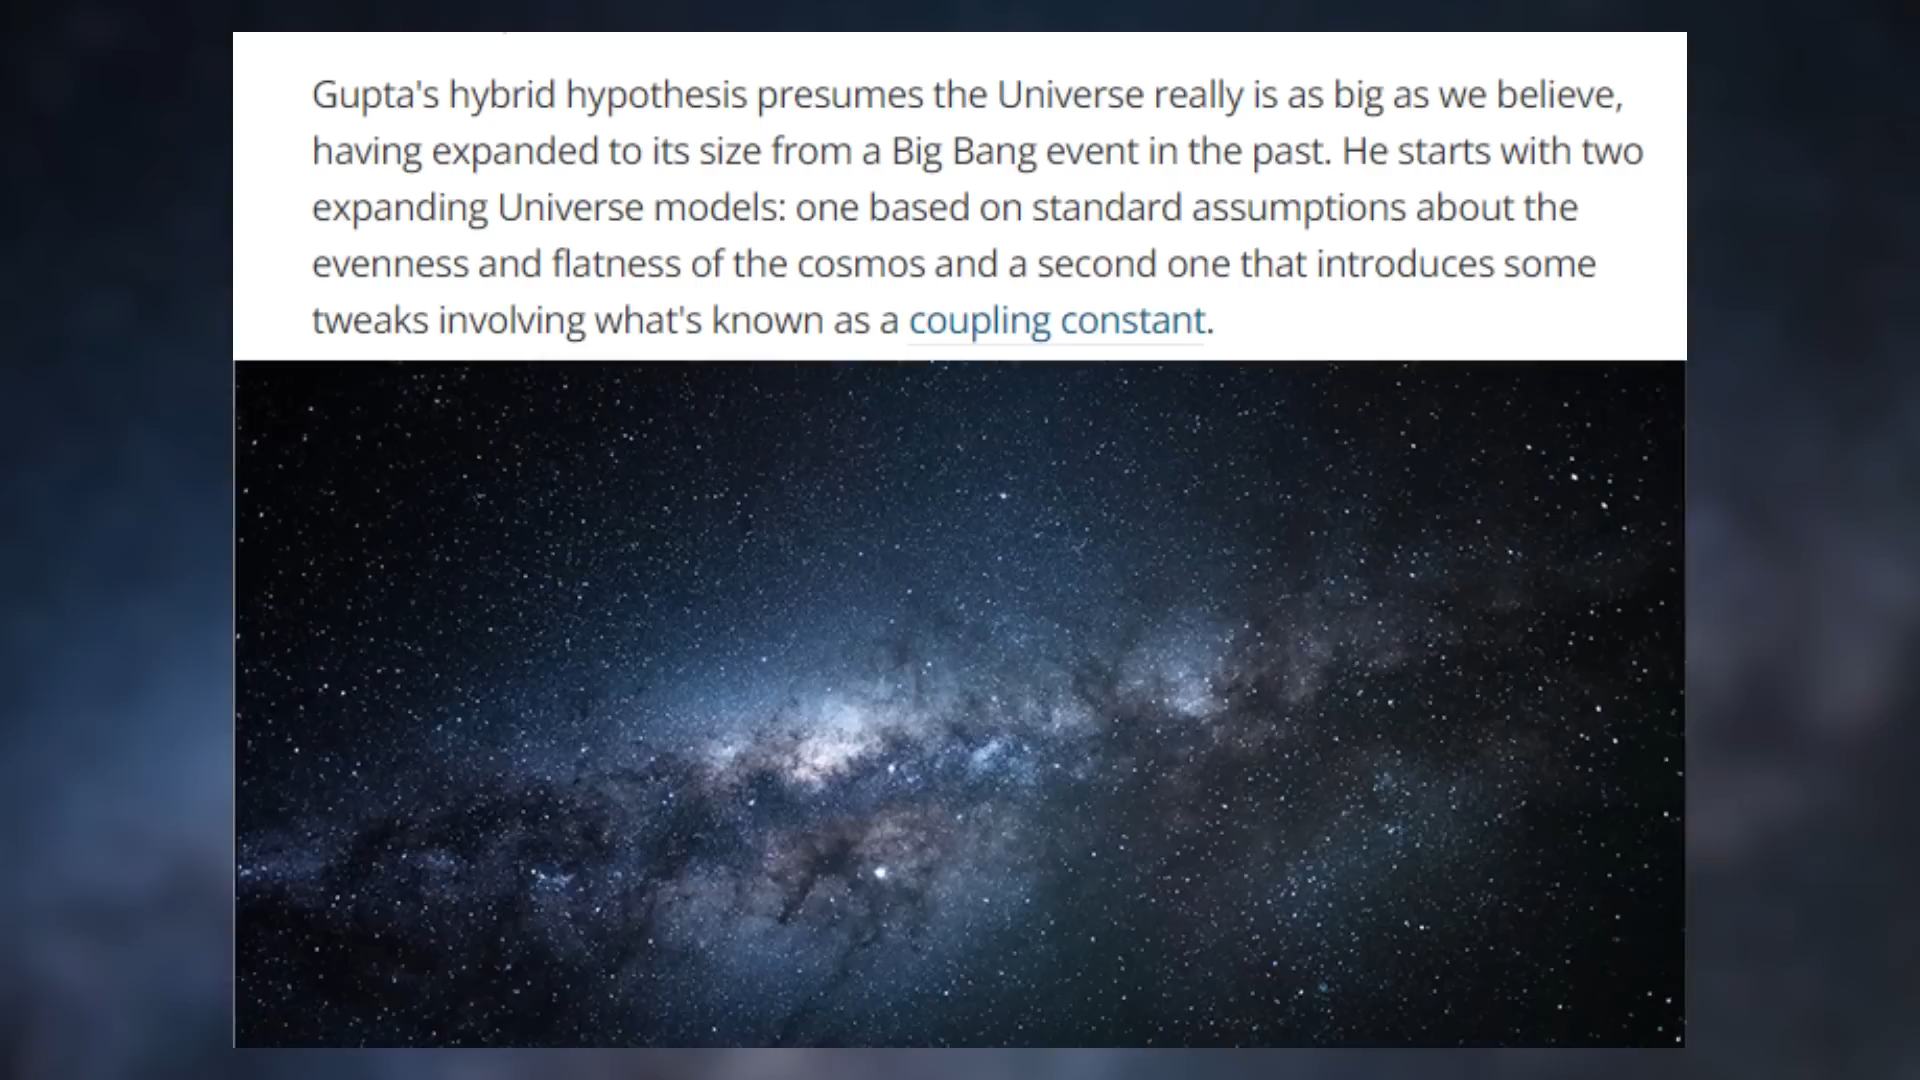 Gupta's hybrid hypothesis presumes the Universe really is as big as we believe,
having expanded to its size from a Big Bang event in the past. He starts with two
expanding Universe models: one based on standard assumptions about the
evenness and flatness of the cosmos and a second one that introduces some
tweaks involving what's known as a coupling constant.